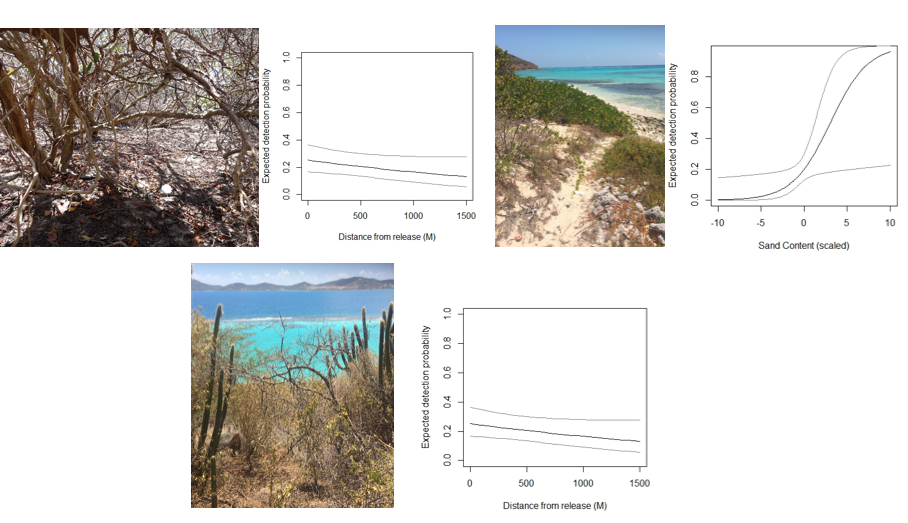 Expected detection probability
1.0
0.8
0.6
0.4
0.2
0.0
0 500 1000 1500
Distance from release (M)
Expected detection probability
0.8
0.6
0.4
0.2
0.0
-10 -5 0 5 10
Sand Content (scaled)
Expected detection probability
1.0
0.8
0.6
0.4
0.2
0.0
0 500 1000 1500
Distance from release (M)